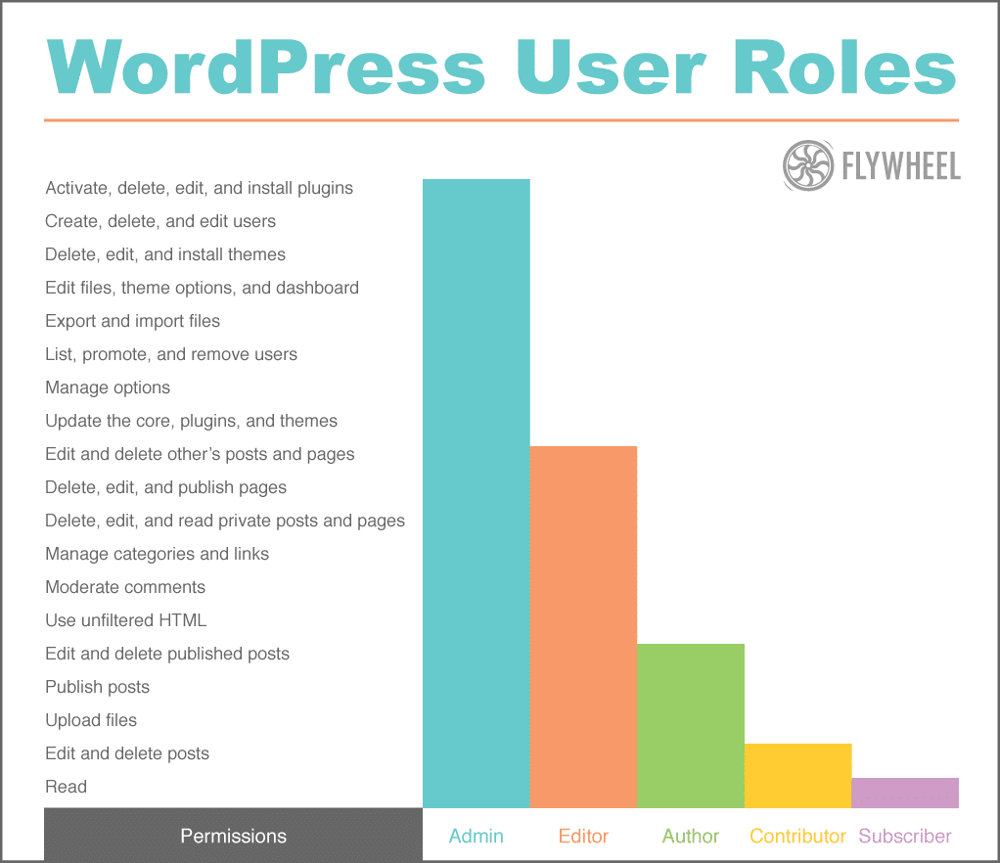 WordPress User Roles
FLYWHEEL
Activate, delete, edit, and install plugins
Create, delete, and edit users
Delete, edit, and install themes
Edit files, theme options, and dashboard
Export and import files
List, promote, and remove users
Manage options
Update the core, plugins, and themes
Edit and delete other’s posts and pages
Delete, edit, and publish pages
Delete, edit, and read private posts and pages
Manage categories and links
Moderate comments
Use unfiltered HTML
Edit and delete published posts
Publish posts
Upload files
Edit and delete posts
Read
Permissions Admin Editor Author Contributor Subscriber